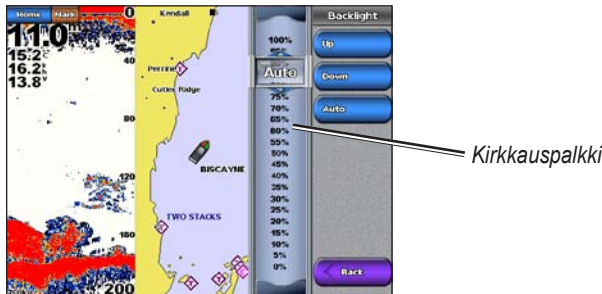 Home Mark
11.0
15.2
16.2
13.8
0
40
80
120
160
200
Kendall
Perrine
Cutler Ridge
BISCAYNE
TWO STACKS
100%
95%
Auto
75%
70%
65%
60%
55%
50%
45%
40%
35%
30%
25%
20%
15%
10%
5%
0%
Backlight
Up
Down
Auto
Back
Kirkkauspalkki